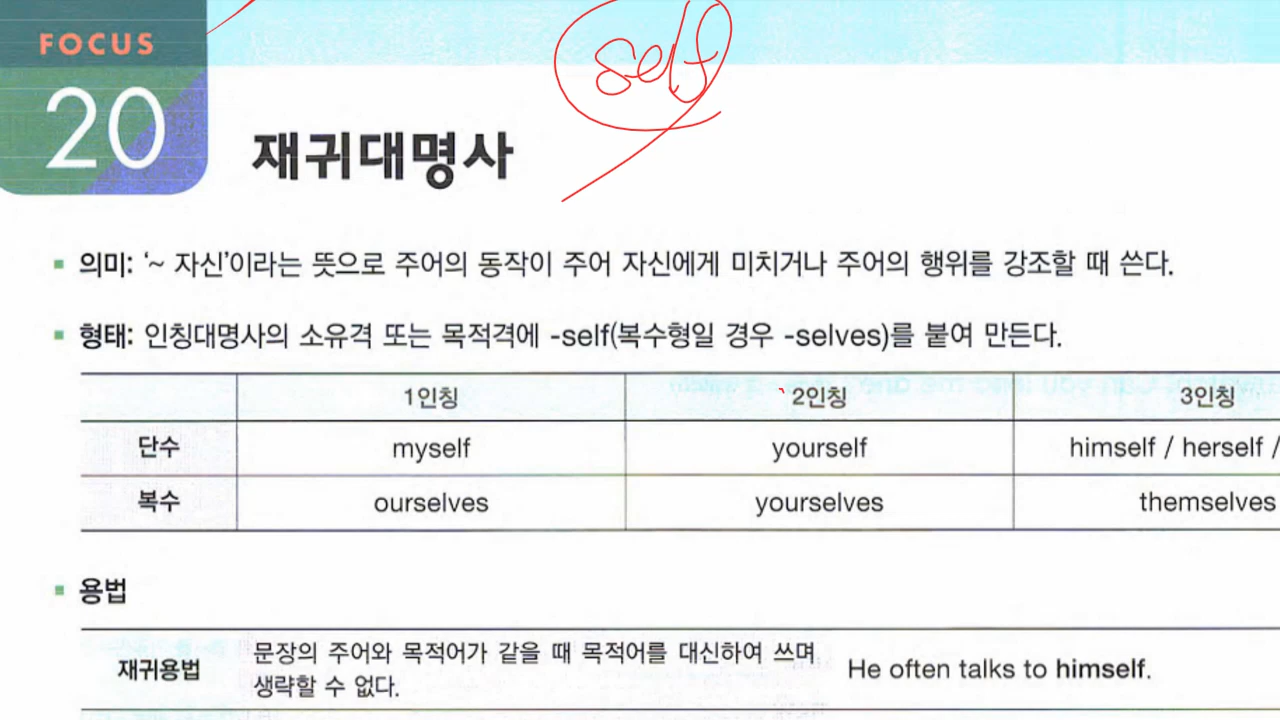 FOCUS
20
self
재귀대명사
▪ 의미: ‘~ 자신’이라는 뜻으로 주어의 동작이 주어 자신에게 미치거나 주어의 행위를 강조할 때 쓴다.
▪ 형태: 인칭대명사의 소유격 또는 목적격에 -self(복수형일 경우 -selves)를 붙여 만든다.
1인칭 2인칭 3인칭
단수 myself yourself himself / herself /
복수 ourselves yourselves themselves
▪ 용법
문장의 주어와 목적어가 같을 때 목적어를 대신하여 쓰며
재귀용법 He often talks to himself.
생략할 수 없다.